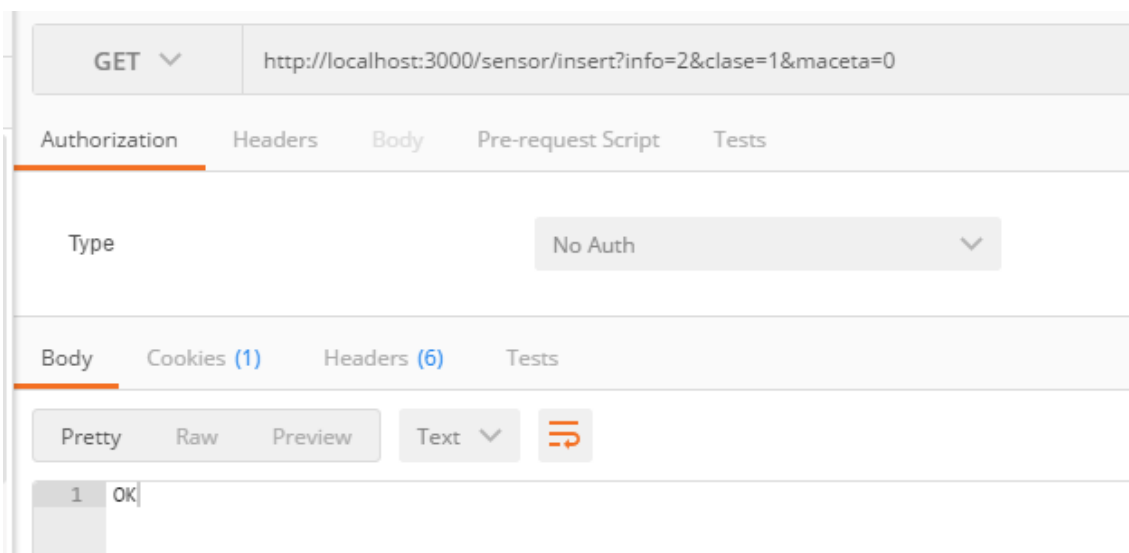 GET http://localhost:3000/sensor/insert?info=2&clase=1&maceta=0
Authorization Headers Body Pre-request Script Tests
Type No Auth
Body Cookies (1) Headers (6) Tests
Pretty Raw Preview Text
1 OK